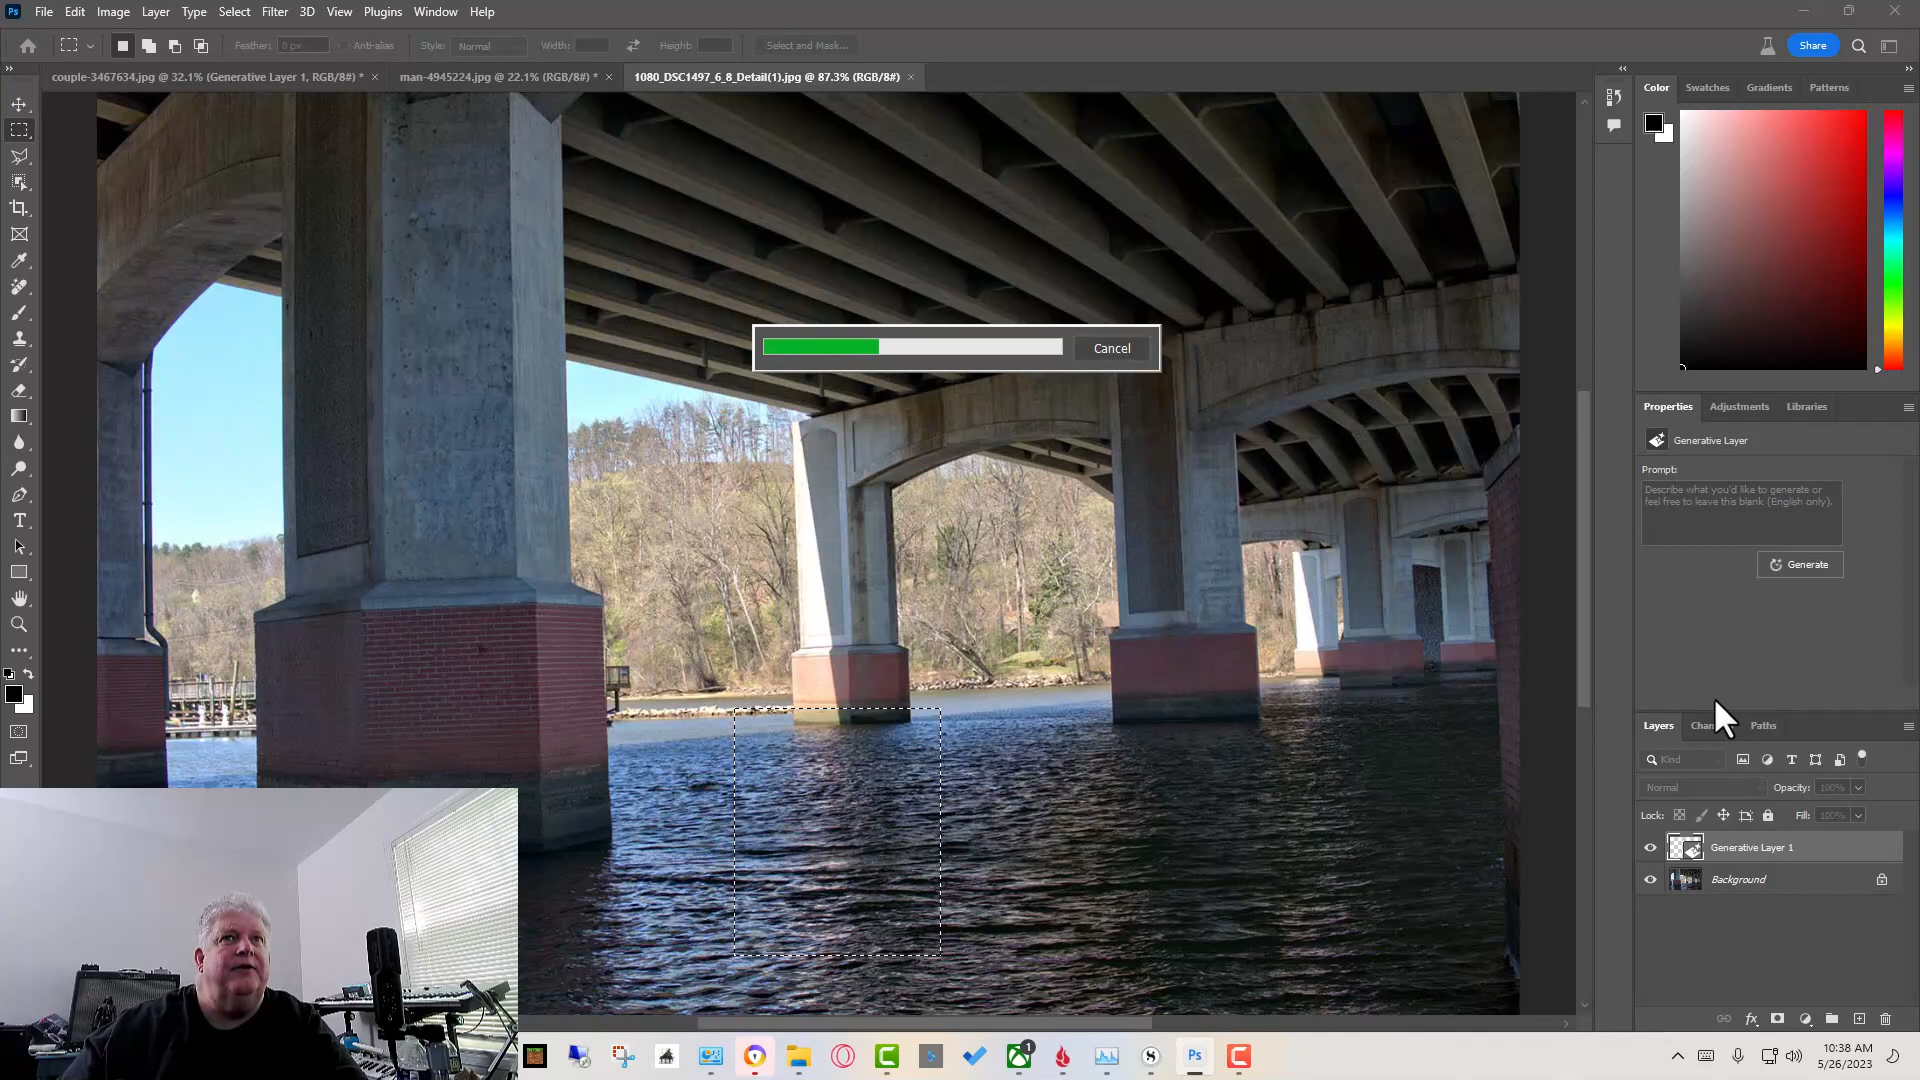 Ps File Edit Image Layer Type Select Filter 3D View Plugins Window Help
Feather: 0 px Anti-alias Style: Normal Width: Height: Select and Mask... Share
couple-3467634.jpg @ 32.1% (Generative Layer 1, RGB/8#) * man-4945224.jpg @ 22.1% (RGB/8#) * 1080_DSC1497_6_8_Detail(1).jpg @ 87.3% (RGB/8#)
Color Swatches Gradients Patterns
Cancel
Properties Adjustments Libraries
Generative Layer
Prompt:
Describe what you'd like to generate or
feel free to leave this blank (English only).
Generate
Layers Paths
Kind
Normal Opacity: 100%
Lock: Fill: 100%
Generative Layer 1
Background
fx
1
Ps
10:38 AM
5/26/2023